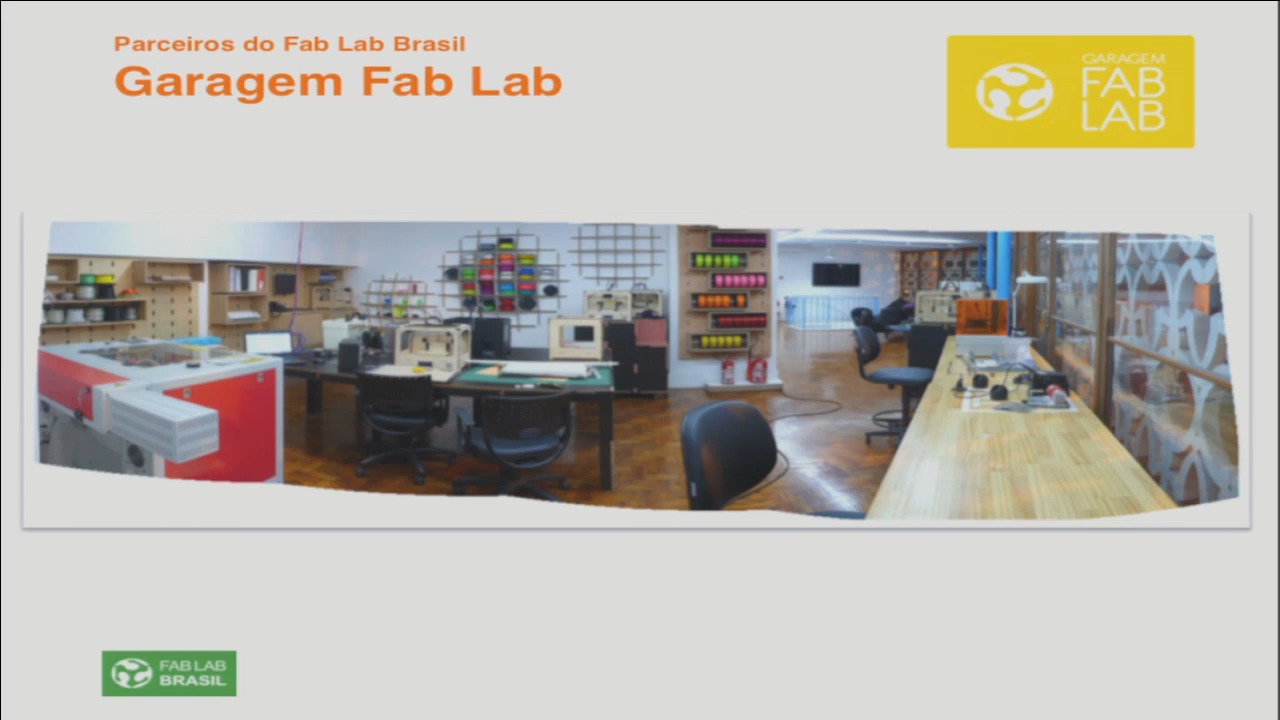 Parceiros do Fab Lab Brasil
Garagem Fab Lab
GARAGEM
FAB
LAB
FAB LAB
BRASIL